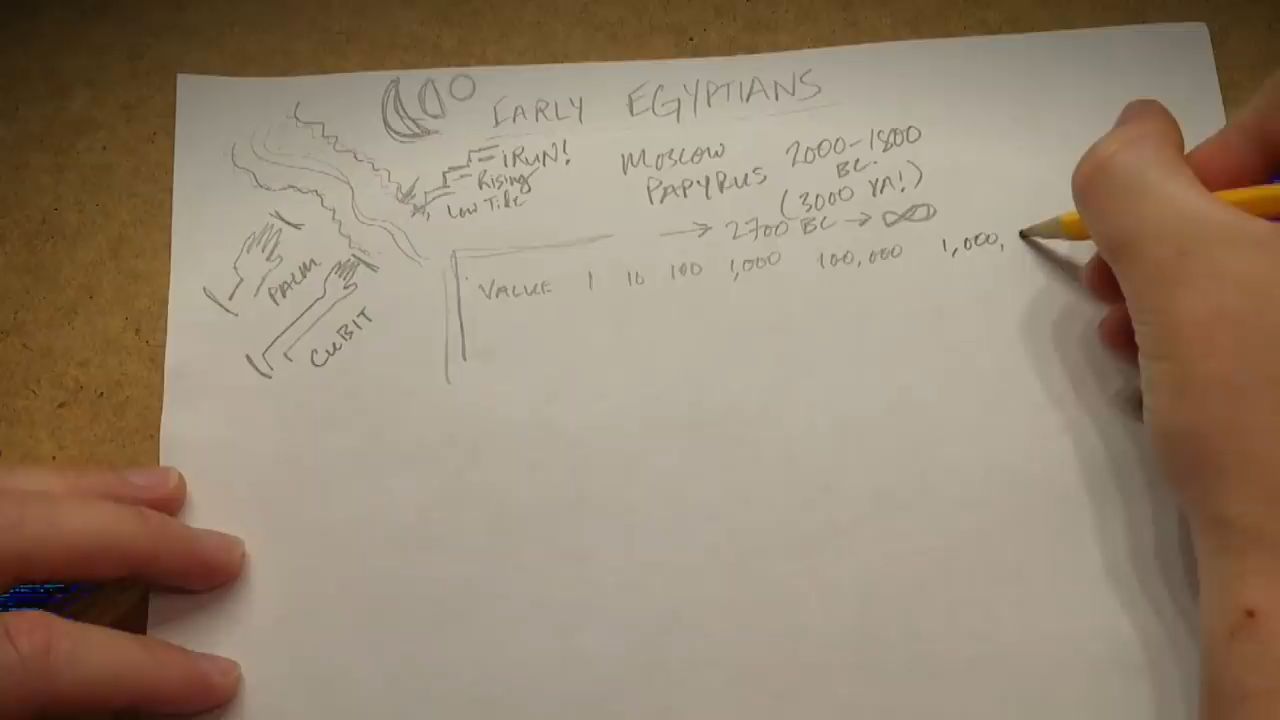 EARLY EGYPTIANS
iRUN!
Rising
Low Tide
MOSCOW 2000-1800
PAPYRUS BC.
(3000 YA!)
→ 2700 BC → ∞
PALM
CUBIT
VALUE 1 10 100 1,000 100,000 1,000,